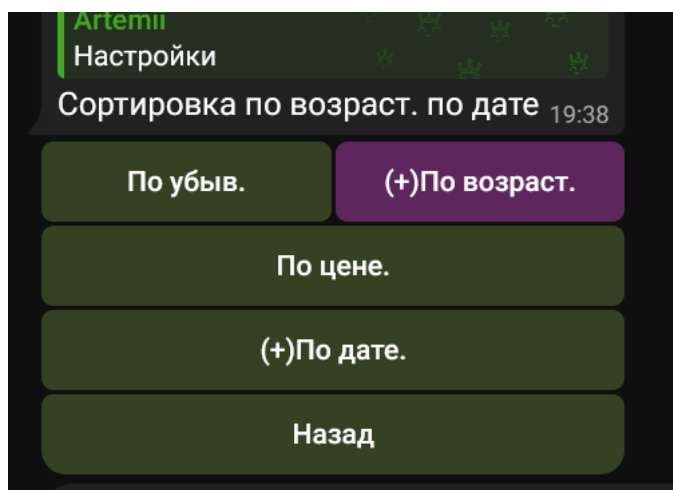 Artemii
Настройки
Сортировка по возраст. по дате 19:38
По убыв. (+)По возраст.
По цене.
(+)По дате.
Назад